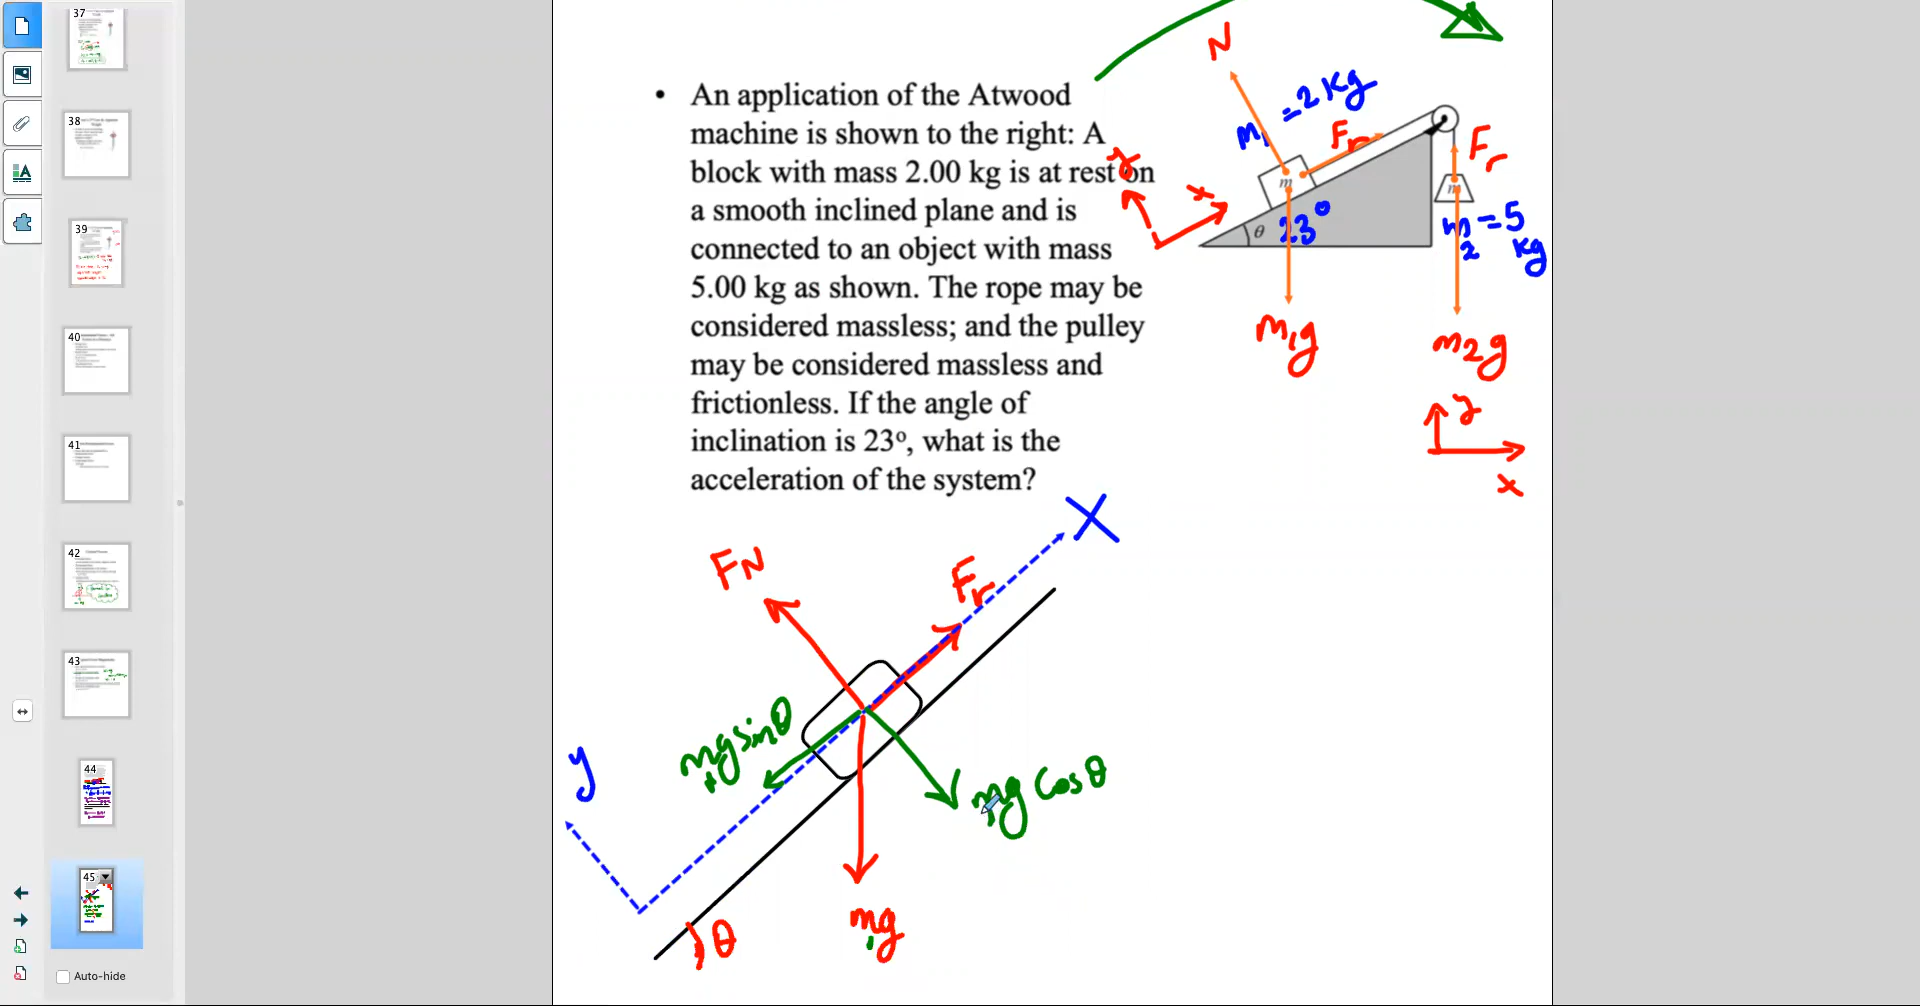 37
38
39
40
41
42
43
44
45
Auto-hide
• An application of the Atwood
machine is shown to the right: A
block with mass 2.00 kg is at rest on
a smooth inclined plane and is
connected to an object with mass
5.00 kg as shown. The rope may be
considered massless; and the pulley
may be considered massless and
frictionless. If the angle of
inclination is 23º, what is the
acceleration of the system?
N
m₁ = 2 kg
Fr
Fr
y
x
m
m
θ
23°
m₂ = 5
kg
m₁g
m₂g
y
x
X
FN
Fr
m₁g sinθ
y
m₁g cosθ
θ
m₁g